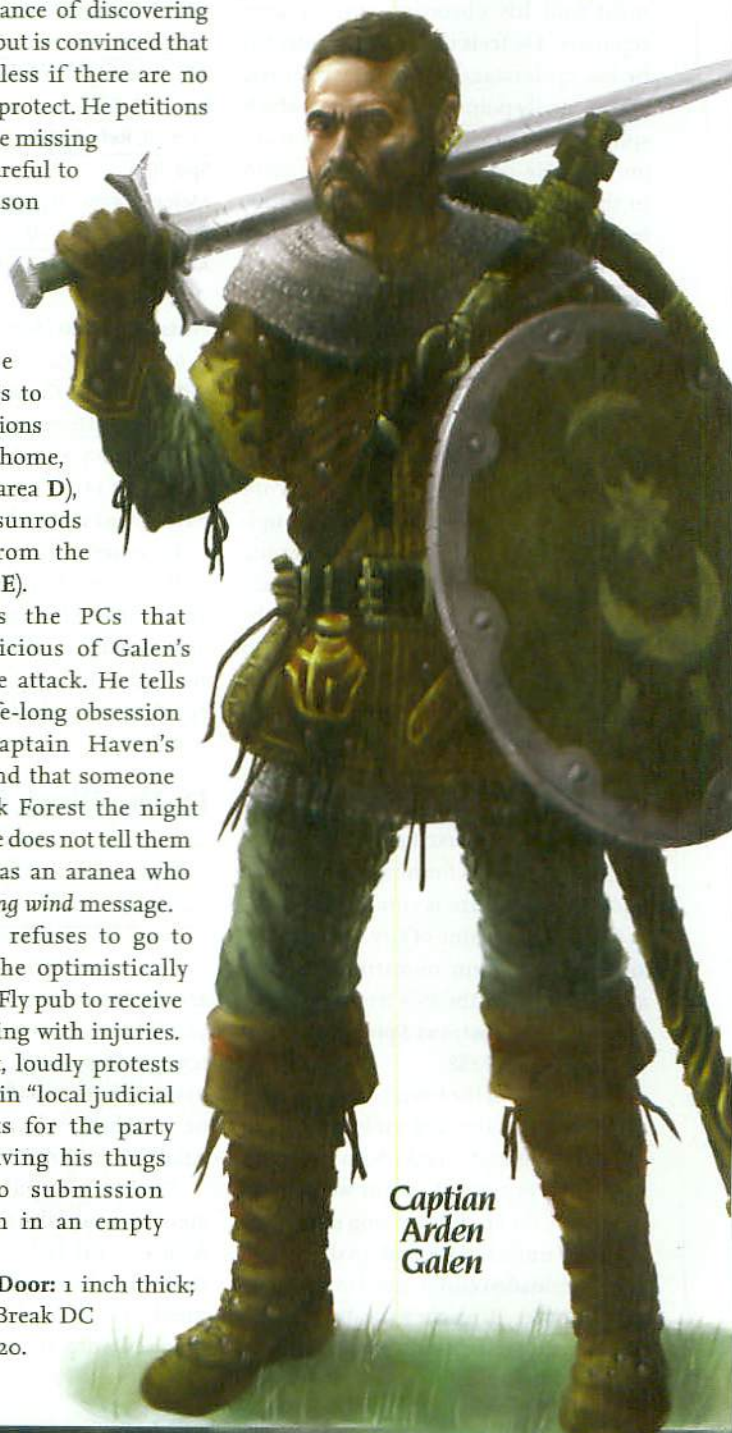 ance of discovering
but is convinced that
less if there are no
protect. He petitions
e missing
reful to
son
e
s to
tions
home,
area D),
sunrods
rom the
E).
s the PCs that
icious of Galen's
e attack. He tells
fe-long obsession
aptain Haven's
nd that someone
k Forest the night
e does not tell them
as an aranea who
ng wind message.
refuses to go to
he optimistically
Fly pub to receive
ing with injuries.
, loudly protests
in “local judicial
s for the party
ving his thugs
o submission
n in an empty
Door: 1 inch thick;
Break DC
20.
Captian
Arden
Galen